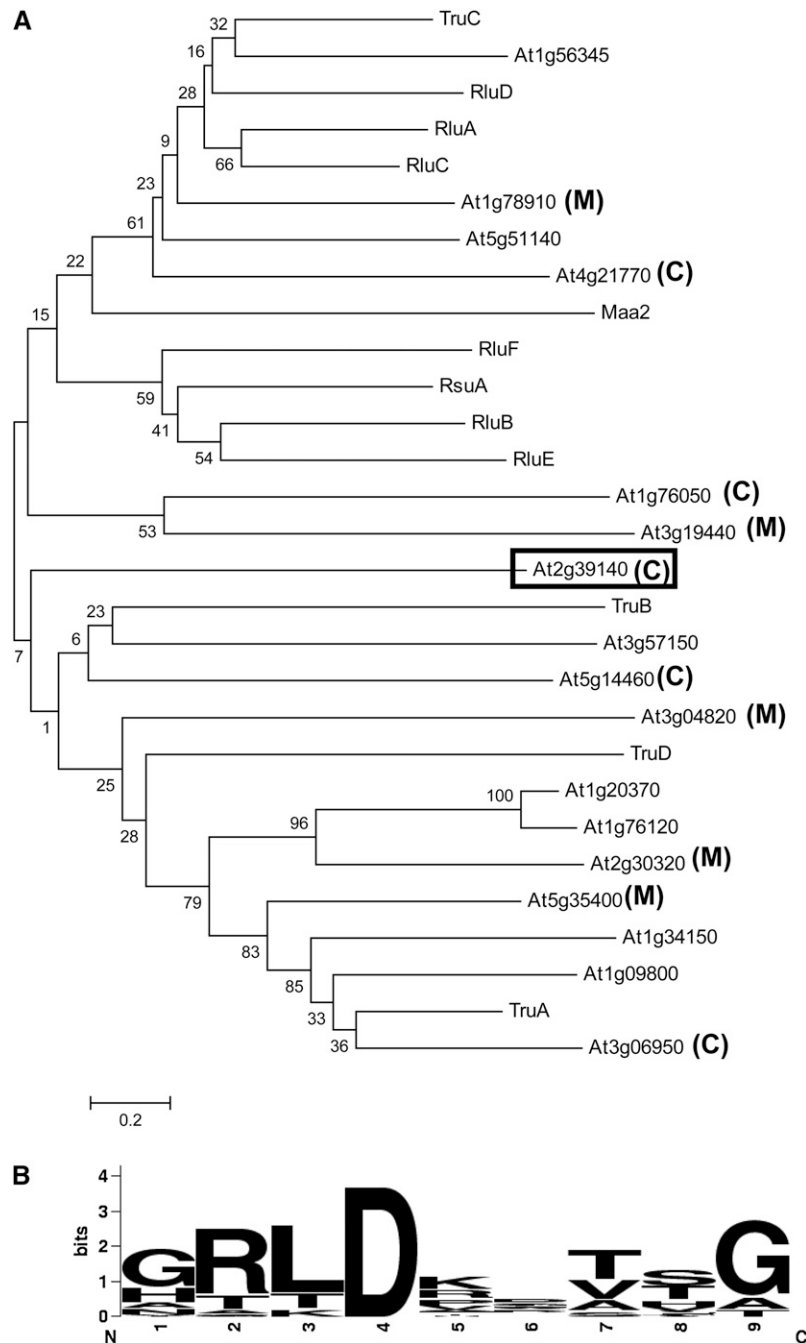 A
TruC
32
At1g56345
16
RluD
28
RluA
66
RluC
9
At1g78910 (M)
23
At5g51140
61
At4g21770 (C)
22
Maa2
15
RluF
59
RsuA
41
RluB
54
RluE
At1g76050 (C)
53
At3g19440 (M)
At2g39140 (C)
7
23
TruB
6
At3g57150
At5g14460 (C)
1
At3g04820 (M)
25
TruD
28
100
At1g20370
96
At1g76120
At2g30320 (M)
79
At5g35400 (M)
83
At1g34150
85
At1g09800
33
TruA
36
At3g06950 (C)
0.2
B
bits
4
3
2
1
0
G R L D K T S G
N 1 2 3 4 5 6 7 8 9 C